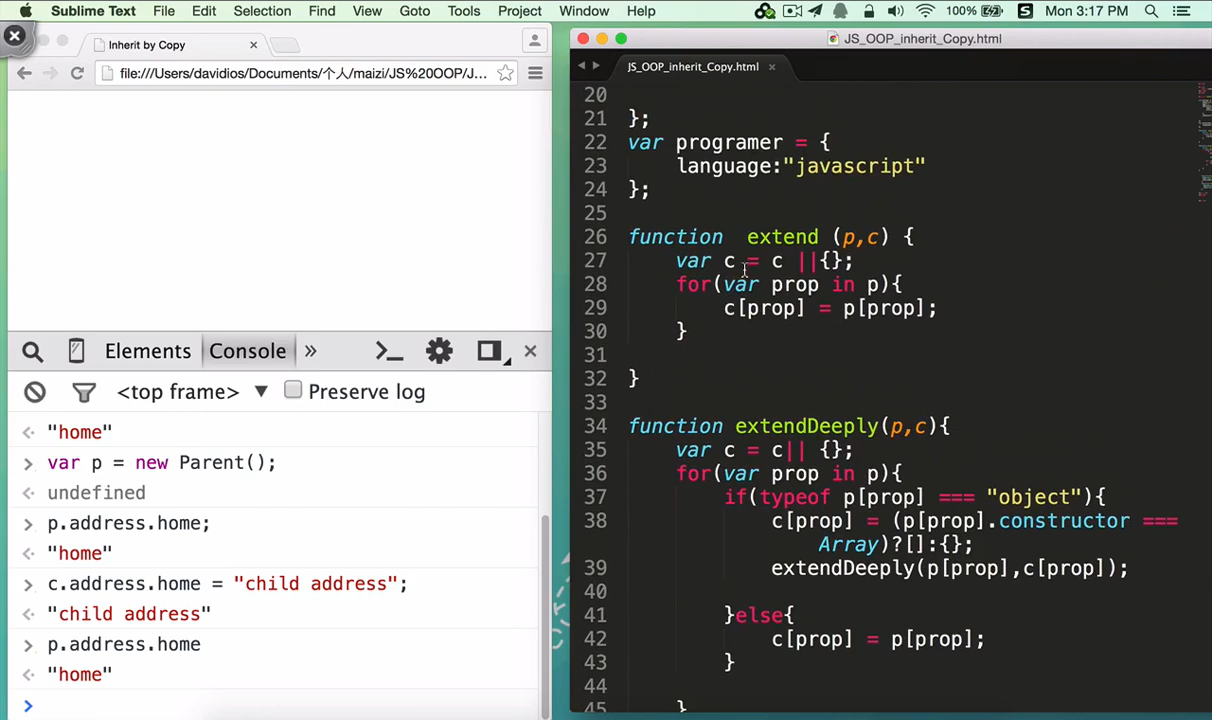 Sublime Text File Edit Selection Find View Goto Tools Project Window Help 100% Mon 3:17 PM
Inherit by Copy
file:///Users/davidios/Documents/个人/maizi/JS%20OOP/J...
Elements Console »
<top frame> ▼ Preserve log
"home"
> var p = new Parent();
undefined
> p.address.home;
"home"
> c.address.home = "child address";
"child address"
> p.address.home
"home"
>
JS_OOP_inherit_Copy.html
JS_OOP_inherit_Copy.html
20
21 };
22 var programer = {
23 language:"javascript"
24 };
25
26 function extend (p,c) {
27 var c = c ||{};
28 for(var prop in p){
29 c[prop] = p[prop];
30 }
31
32 }
33
34 function extendDeeply(p,c){
35 var c = c|| {};
36 for(var prop in p){
37 if(typeof p[prop] === "object"){
38 c[prop] = (p[prop].constructor ===
Array)?[]:{};
39 extendDeeply(p[prop],c[prop]);
40
41 }else{
42 c[prop] = p[prop];
43 }
44
45 }